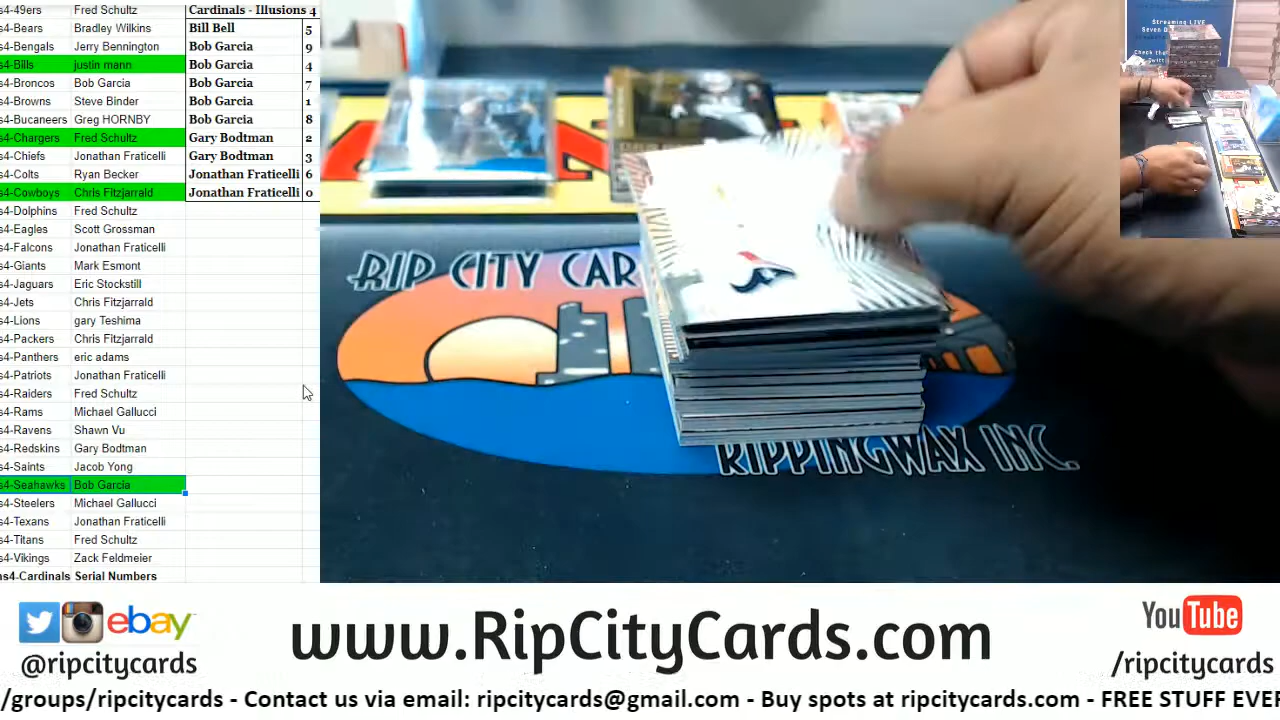 s4-49ers Fred Schultz
s4-Bears Bradley Wilkins
s4-Bengals Jerry Bennington
s4-Bills justin mann
s4-Broncos Bob Garcia
s4-Browns Steve Binder
s4-Bucaneers Greg HORNBY
s4-Chargers Fred Schultz
s4-Chiefs Jonathan Fraticelli
s4-Colts Ryan Becker
s4-Cowboys Chris Fitzjarrald
s4-Dolphins Fred Schultz
s4-Eagles Scott Grossman
s4-Falcons Jonathan Fraticelli
s4-Giants Mark Esmont
s4-Jaguars Eric Stockstill
s4-Jets Chris Fitzjarrald
s4-Lions gary Teshima
s4-Packers Chris Fitzjarrald
s4-Panthers eric adams
s4-Patriots Jonathan Fraticelli
s4-Raiders Fred Schultz
s4-Rams Michael Gallucci
s4-Ravens Shawn Vu
s4-Redskins Gary Bodtman
s4-Saints Jacob Yong
s4-Seahawks Bob Garcia
s4-Steelers Michael Gallucci
s4-Texans Jonathan Fraticelli
s4-Titans Fred Schultz
s4-Vikings Zack Feldmeier
ns4-Cardinals Serial Numbers
Cardinals - Illusions 4
Bill Bell 5
Bob Garcia 9
Bob Garcia 4
Bob Garcia 7
Bob Garcia 1
Bob Garcia 8
Gary Bodtman 2
Gary Bodtman 3
Jonathan Fraticelli 6
Jonathan Fraticelli 0
RIP CITY CAR
RIPPINGWAX INC.
Streaming LIVE
Seven D
Check the
ebay
@ripcitycards
www.RipCityCards.com
YouTube
/ripcitycards
/groups/ripcitycards - Contact us via email: ripcitycards@gmail.com - Buy spots at ripcitycards.com - FREE STUFF EVE